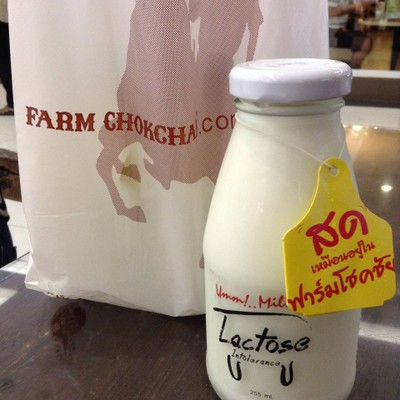 FARM CHOKCHAI.com
สด
เหมือนอยู่ใน
ฟาร์มโชคชัย
Umm!..Milk
Lactose
Intolerance